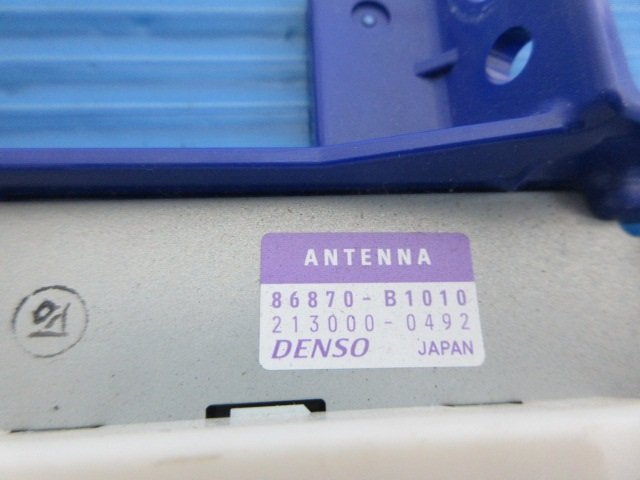 ANTENNA
86870-B1010
213000-0492
DENSO JAPAN